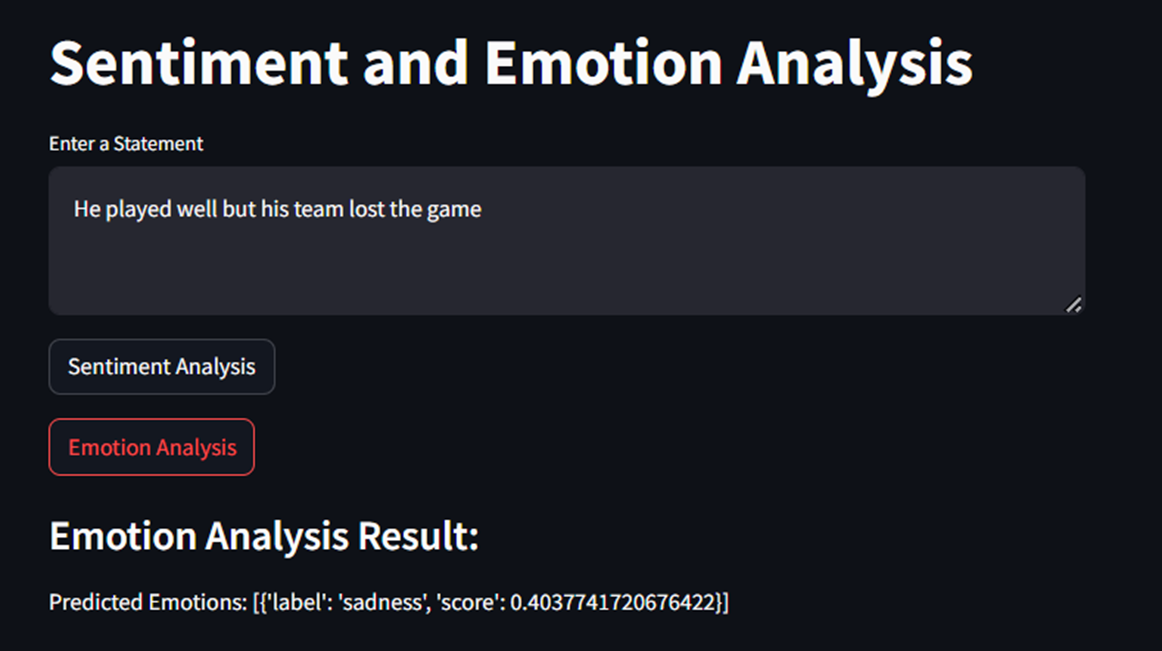 Sentiment and Emotion Analysis
Enter a Statement
He played well but his team lost the game
Sentiment Analysis
Emotion Analysis
Emotion Analysis Result:
Predicted Emotions: [{'label': 'sadness', 'score': 0.4037741720676422}]